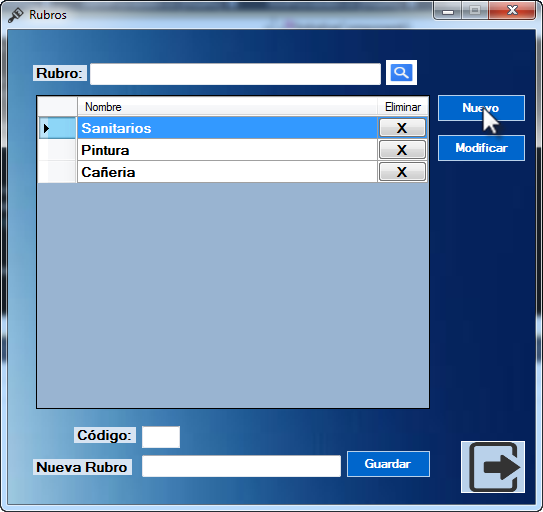 Rubros
Rubro:
Nombre Eliminar
Sanitarios X
Pintura X
Cañeria X
Nuevo
Modificar
Código:
Nueva Rubro
Guardar